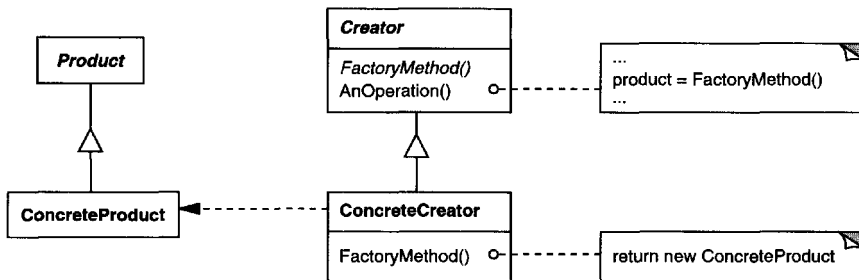 Product
Creator
FactoryMethod()
AnOperation()
...
product = FactoryMethod()
...
ConcreteProduct
ConcreteCreator
FactoryMethod()
return new ConcreteProduct